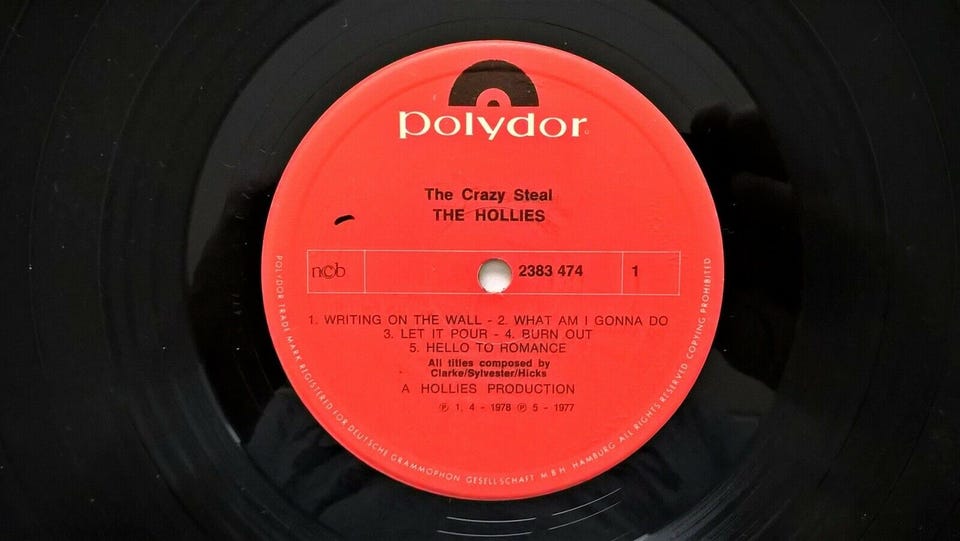 polydor
The Crazy Steal
THE HOLLIES
n©b
2383 474
1
1. WRITING ON THE WALL - 2. WHAT AM I GONNA DO
3. LET IT POUR - 4. BURN OUT
5. HELLO TO ROMANCE
All titles composed by
Clarke/Sylvester/Hicks
A HOLLIES PRODUCTION
℗ 1, 4 - 1978 ℗ 5 - 1977
POLYDOR TRADE MARK REGISTERED FOR DEUTSCHE GRAMMOPHON GESELLSCHAFT M B H. HAMBURG ALL RIGHTS RESERVED. COPYING PROHIBITED